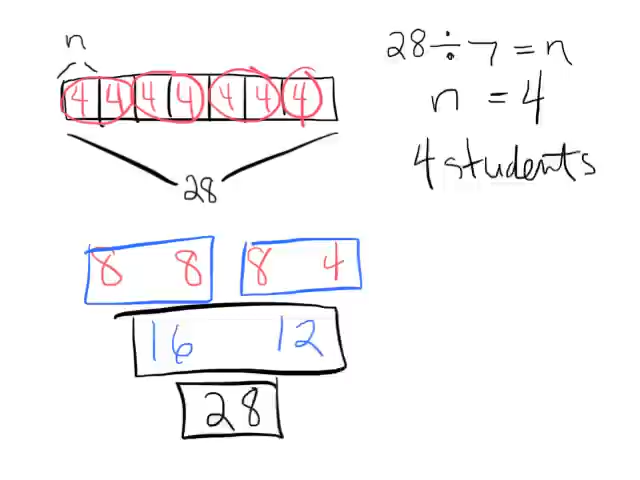 n
4 4 4 4 4 4 4
28
28 ÷ 7 = n
n = 4
4 students
8 8 8 4
16 12
28